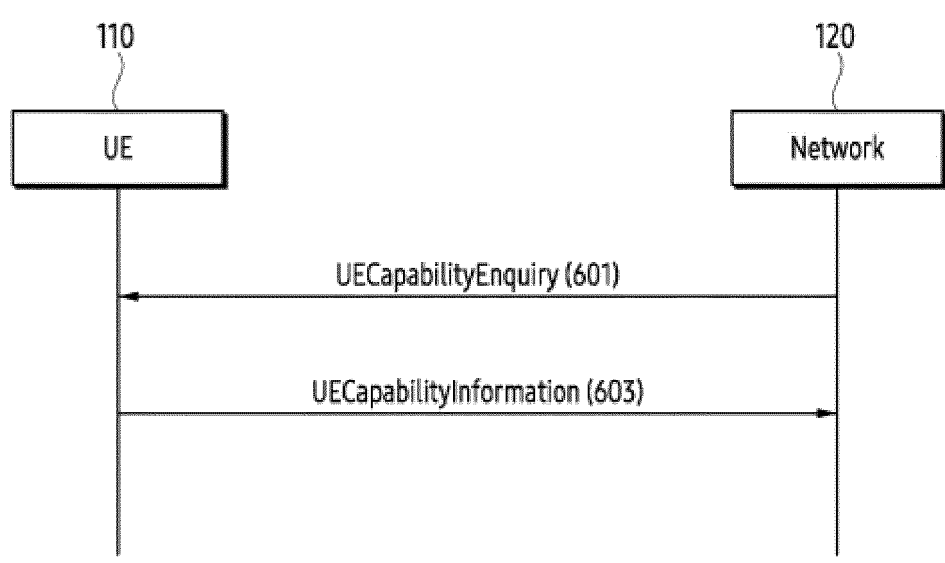 110
120
UE
Network
UECapabilityEnquiry (601)
UECapabilityInformation (603)